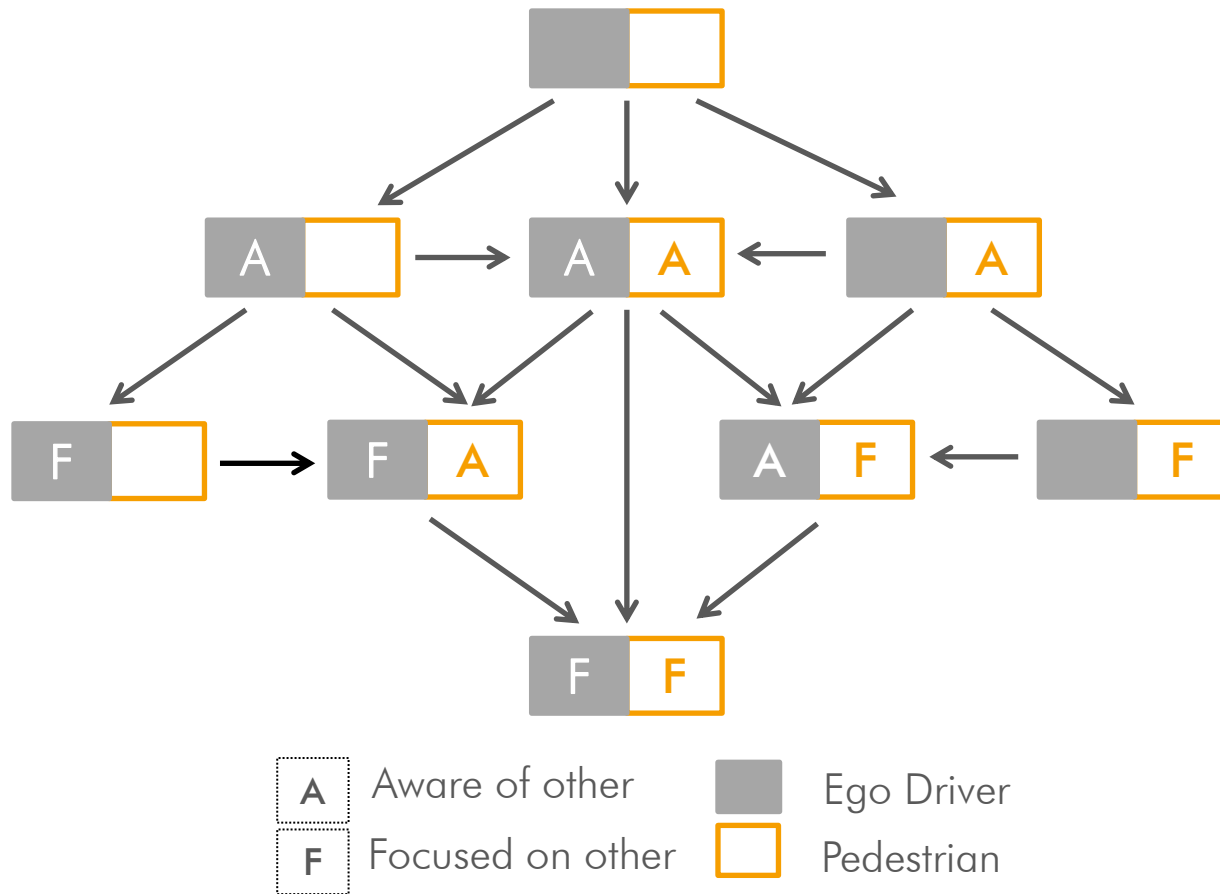 A
A A
A
F
F A
A F
F
F F
A Aware of other
Ego Driver
F Focused on other
Pedestrian